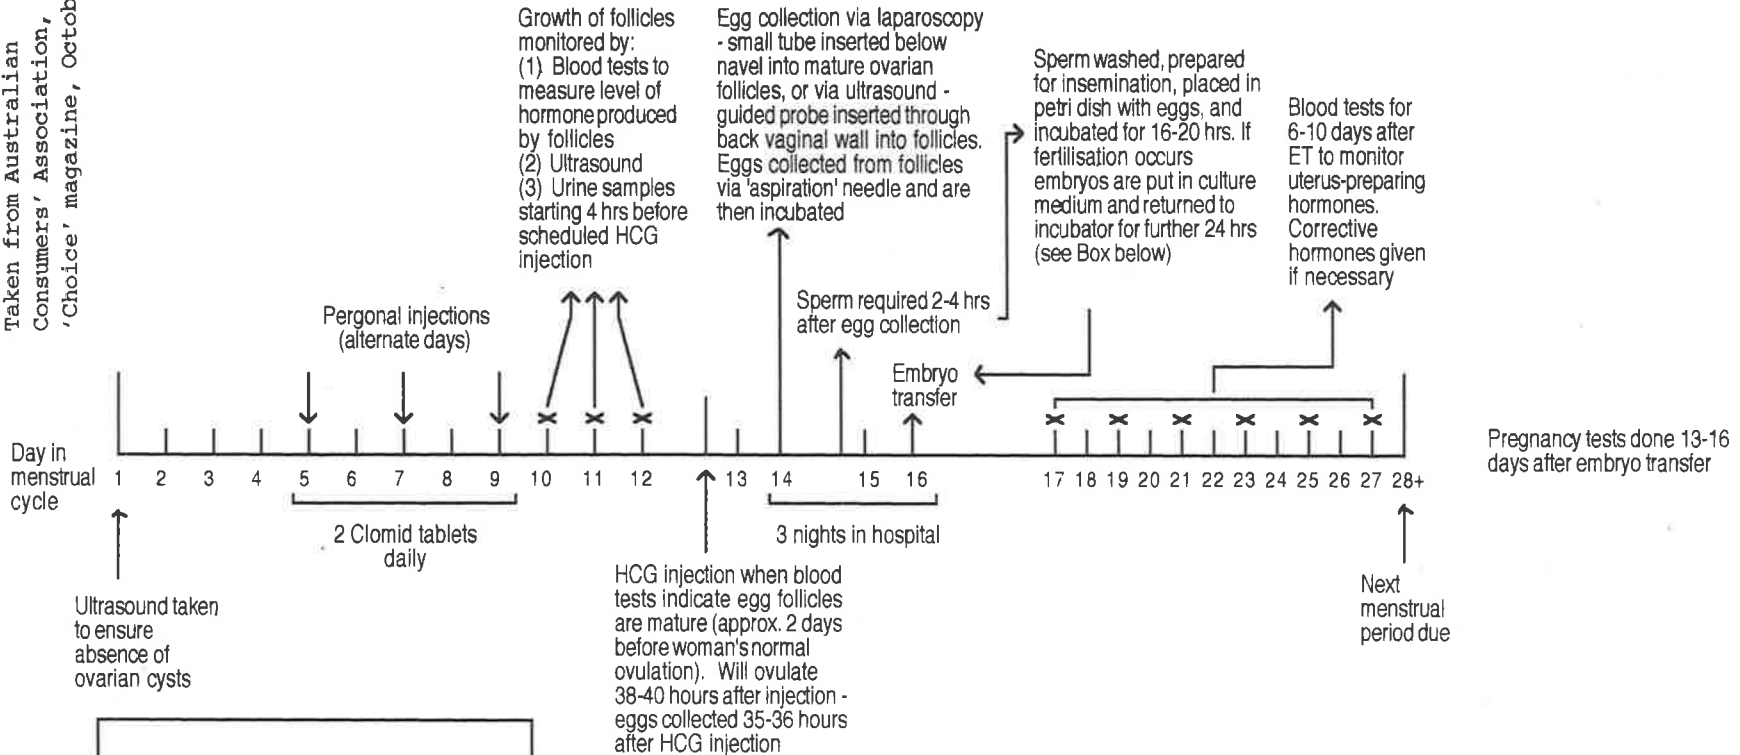 Taken from Australian
Consumers' Association,
'Choice' magazine,
Growth of follicles
monitored by:
(1) Blood tests to
measure level of
hormone produced
by follicles
(2) Ultrasound
(3) Urine samples
starting 4 hrs before
scheduled HCG
injection
Egg collection via laparoscopy
- small tube inserted below
navel into mature ovarian
follicles, or via ultrasound -
guided probe inserted through
back vaginal wall into follicles.
Eggs collected from follicles
via 'aspiration' needle and are
then incubated
Sperm washed, prepared
for insemination, placed in
petri dish with eggs, and
incubated for 16-20 hrs. If
fertilisation occurs
embryos are put in culture
medium and returned to
incubator for further 24 hrs
(see Box below)
Blood tests for
6-10 days after
ET to monitor
uterus-preparing
hormones.
Corrective
hormones given
if necessary
Pergonal injections
(alternate days)
Sperm required 2-4 hrs
after egg collection
Embryo
transfer
Day in
menstrual
cycle
1 2 3 4 5 6 7 8 9 10 11 12 13 14 15 16 17 18 19 20 21 22 23 24 25 26 27 28+
Pregnancy tests done 13-16
days after embryo transfer
2 Clomid tablets
daily
3 nights in hospital
Ultrasound taken
to ensure
absence of
ovarian cysts
HCG injection when blood
tests indicate egg follicles
are mature (approx. 2 days
before woman's normal
ovulation). Will ovulate
38-40 hours after injection -
eggs collected 35-36 hours
after HCG injection
Next
menstrual
period due